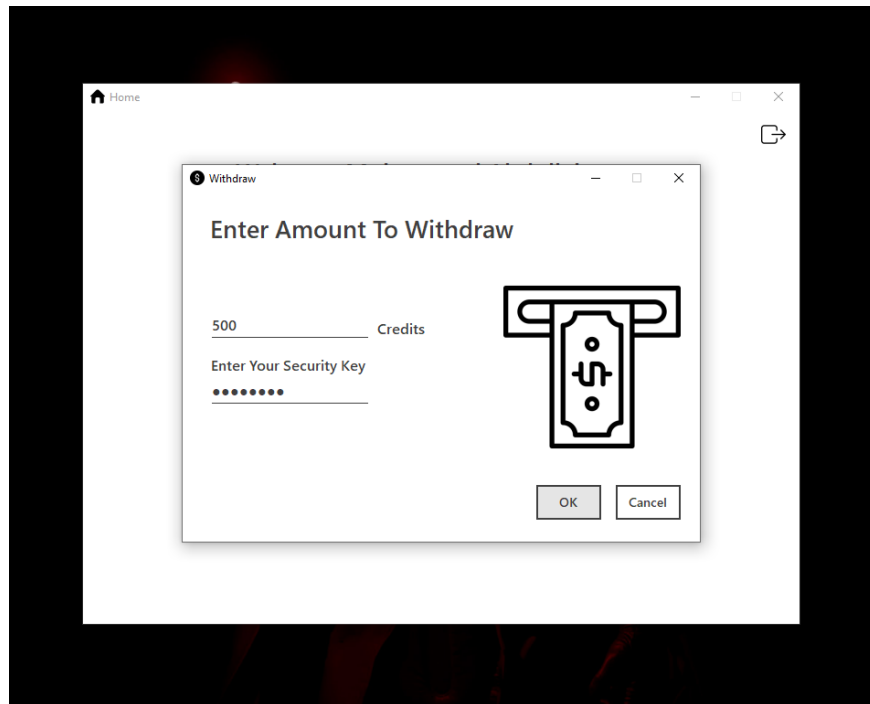 Home
Withdraw
Enter Amount To Withdraw
500
Credits
Enter Your Security Key
●●●●●●●●
OK
Cancel